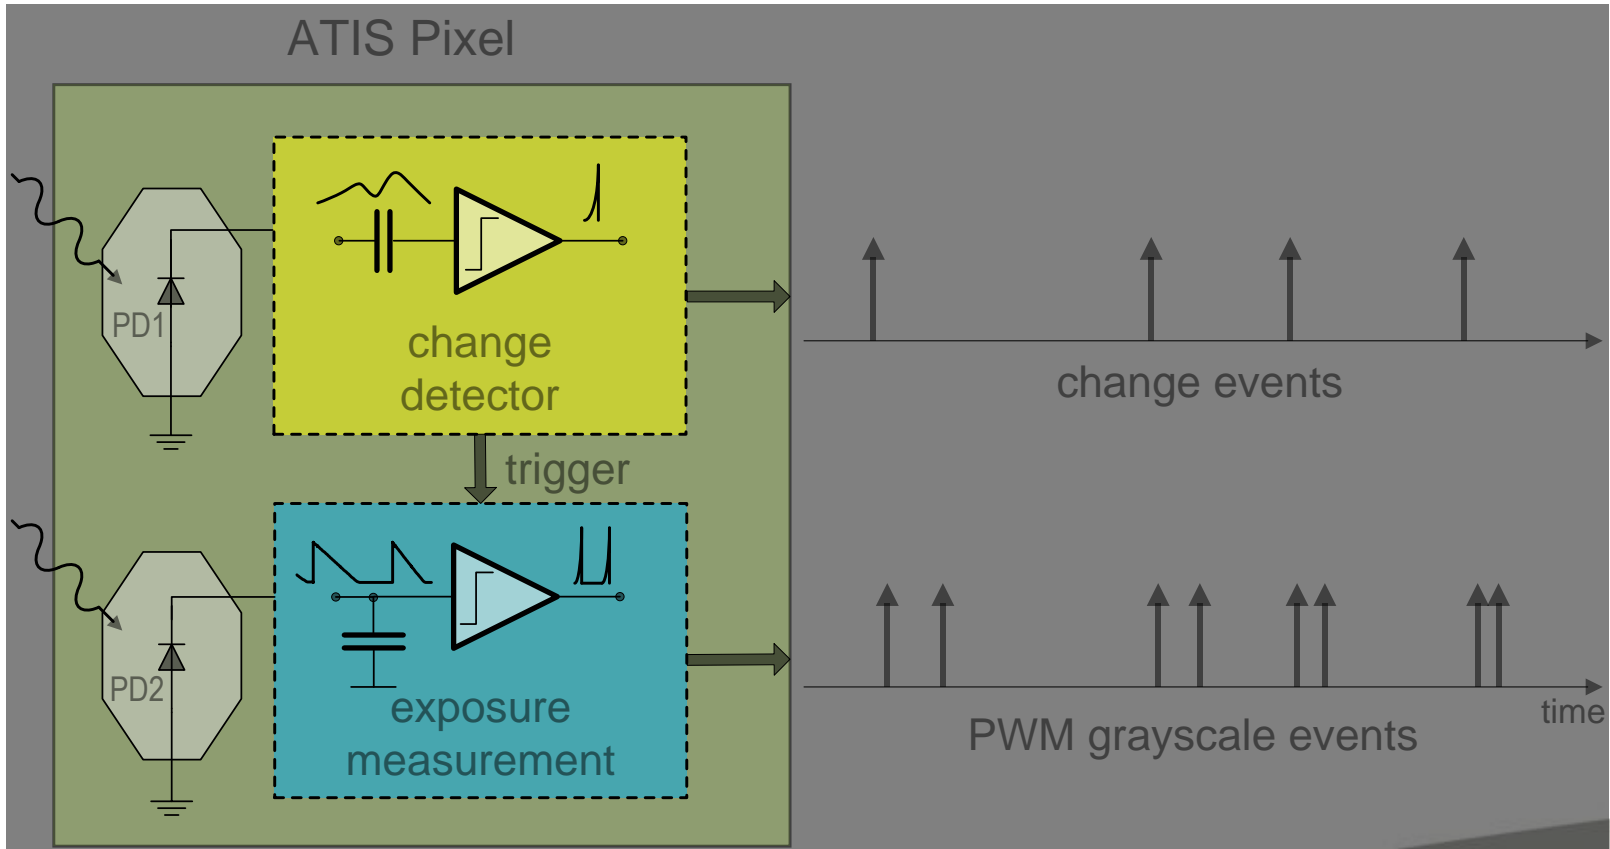 ATIS Pixel
PD1
change
detector
change events
trigger
PD2
exposure
measurement
time
PWM grayscale events